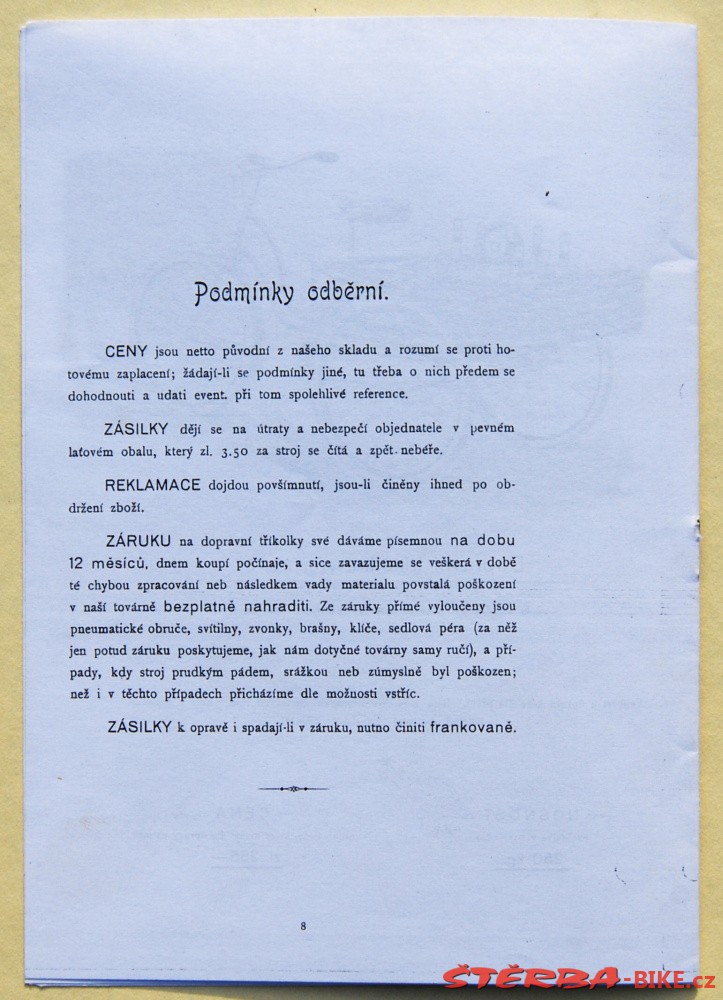 Podmínky odběrní.
CENY jsou netto původní z našeho skladu a rozumí se proti ho-
tovému zaplacení; žádají-li se podmínky jiné, tu třeba o nich předem se
dohodnouti a udati event. při tom spolehlivé reference.
ZÁSILKY dějí se na útraty a nebezpečí objednatele v pevném
laťovém obalu, který zl. 3.50 za stroj se čítá a zpět nebéře.
REKLAMACE dojdou povšímnutí, jsou-li činěny ihned po ob-
držení zboží.
ZÁRUKU na dopravní tříkolky své dáváme písemnou na dobu
12 měsíců, dnem koupí počínaje, a sice zavazujeme se veškerá v době
té chybou zpracování neb následkem vady materialu povstalá poškození
v naší továrně bezplatně nahraditi. Ze záruky přímé vyloučeny jsou
pneumatické obruče, svítilny, zvonky, brašny, klíče, sedlová péra (za něž
jen potud záruku poskytujeme, jak nám dotyčné továrny samy ručí), a pří-
pady, kdy stroj prudkým pádem, srážkou neb zúmyslně byl poškozen;
než i v těchto případech přicházíme dle možnosti vstříc.
ZÁSILKY k opravě i spadají-li v záruku, nutno činiti frankovaně.
8
ŠTĚRBA-BIKE.cz